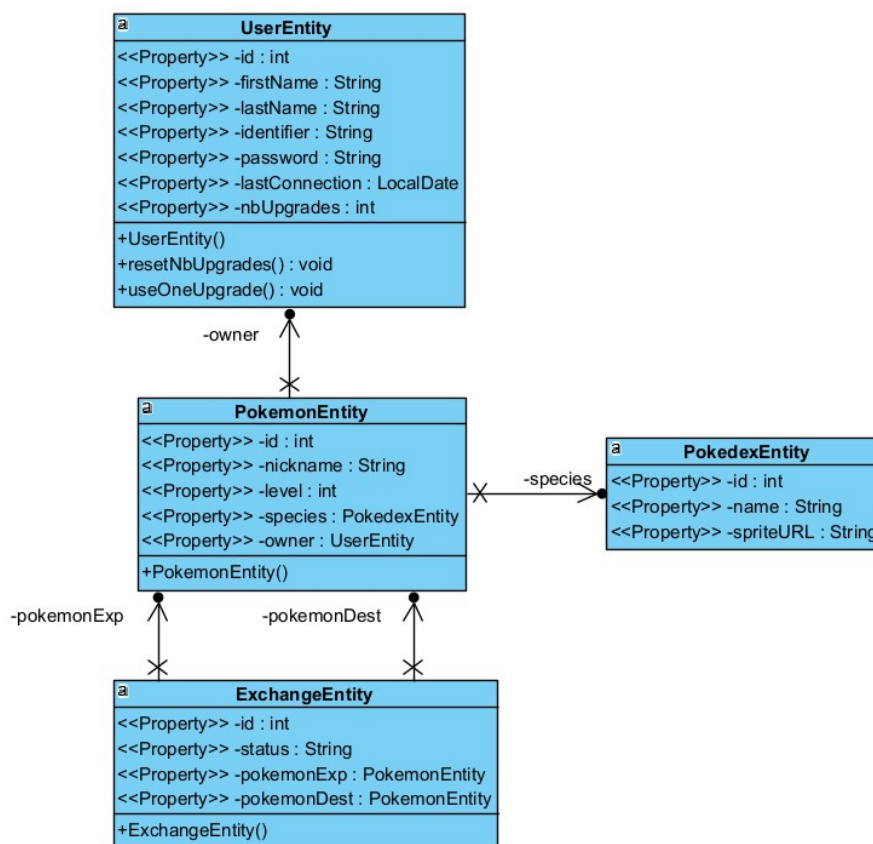 a
UserEntity
<<Property>> -id : int
<<Property>> -firstName : String
<<Property>> -lastName : String
<<Property>> -identifier : String
<<Property>> -password : String
<<Property>> -lastConnection : LocalDate
<<Property>> -nbUpgrades : int
+UserEntity()
+resetNbUpgrades() : void
+useOneUpgrade() : void
-owner
a
PokemonEntity
<<Property>> -id : int
<<Property>> -nickname : String
<<Property>> -level : int
<<Property>> -species : PokedexEntity
<<Property>> -owner : UserEntity
+PokemonEntity()
-species
a
PokedexEntity
<<Property>> -id : int
<<Property>> -name : String
<<Property>> -spriteURL : String
-pokemonExp
-pokemonDest
a
ExchangeEntity
<<Property>> -id : int
<<Property>> -status : String
<<Property>> -pokemonExp : PokemonEntity
<<Property>> -pokemonDest : PokemonEntity
+ExchangeEntity()